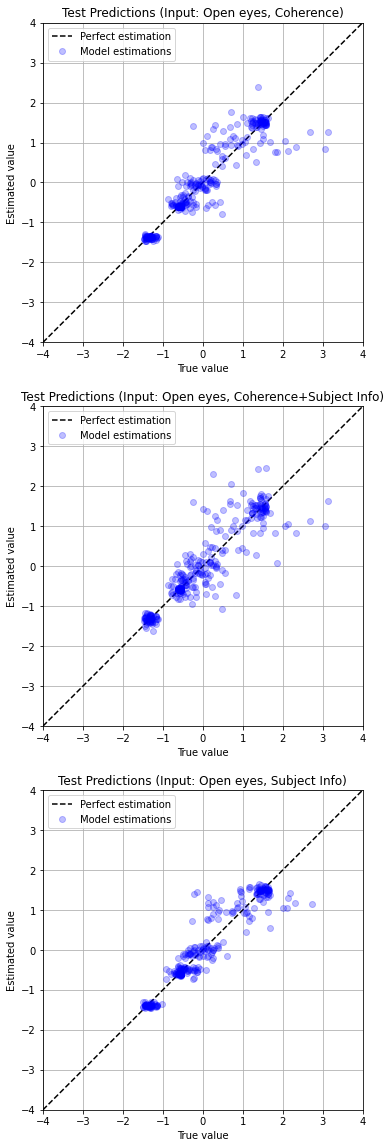 Test Predictions (Input: Open eyes, Coherence)
4
Perfect estimation
Model estimations
3
2
1
0
−1
−2
−3
−4
Estimated value
−4 −3 −2 −1 0 1 2 3 4
True value
Test Predictions (Input: Open eyes, Coherence+Subject Info)
4
Perfect estimation
Model estimations
3
2
1
0
−1
−2
−3
−4
Estimated value
−4 −3 −2 −1 0 1 2 3 4
True value
Test Predictions (Input: Open eyes, Subject Info)
4
Perfect estimation
Model estimations
3
2
1
0
−1
−2
−3
−4
Estimated value
−4 −3 −2 −1 0 1 2 3 4
True value